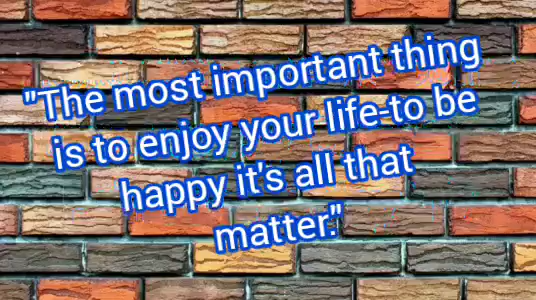 "The most important thing
is to enjoy your life-to be
happy it's all that
matter."